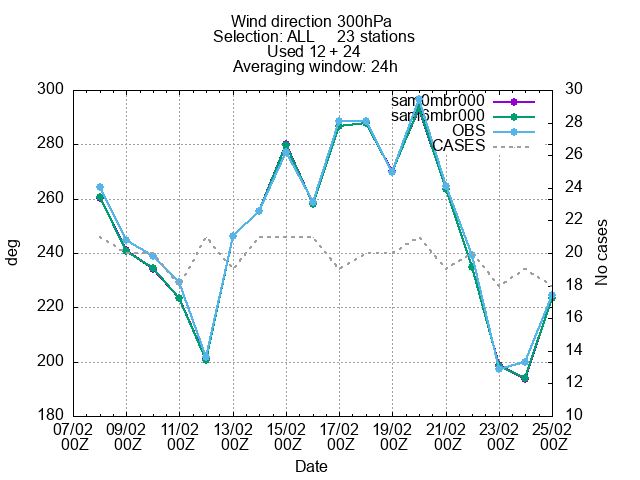 Wind direction 300hPa
Selection: ALL 23 stations
Used 12 + 24
Averaging window: 24h
300
280
260
240
220
200
180
deg
30
28
26
24
22
20
18
16
14
12
10
No cases
OBS
CASES
07/02 09/02 11/02 13/02 15/02 17/02 19/02 21/02 23/02 25/02
00Z 00Z 00Z 00Z 00Z 00Z 00Z 00Z 00Z 00Z
Date